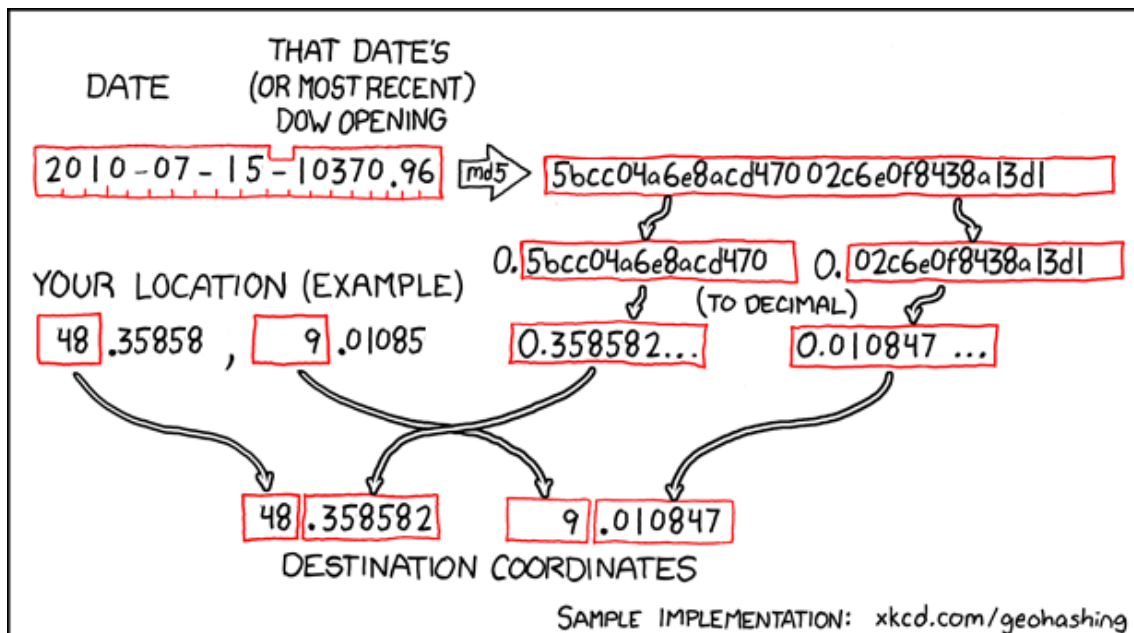 DATE
THAT DATE'S
(OR MOST RECENT)
DOW OPENING
2010-07-15-10370.96
md5
5bcc04a6e8acd47002c6e0f8438a13d1
0.5bcc04a6e8acd470
0.02c6e0f8438a13d1
YOUR LOCATION (EXAMPLE)
(TO DECIMAL)
48.35858, 9.01085
0.358582...
0.010847 ...
48.358582
9.010847
DESTINATION COORDINATES
SAMPLE IMPLEMENTATION: xkcd.com/geohashing